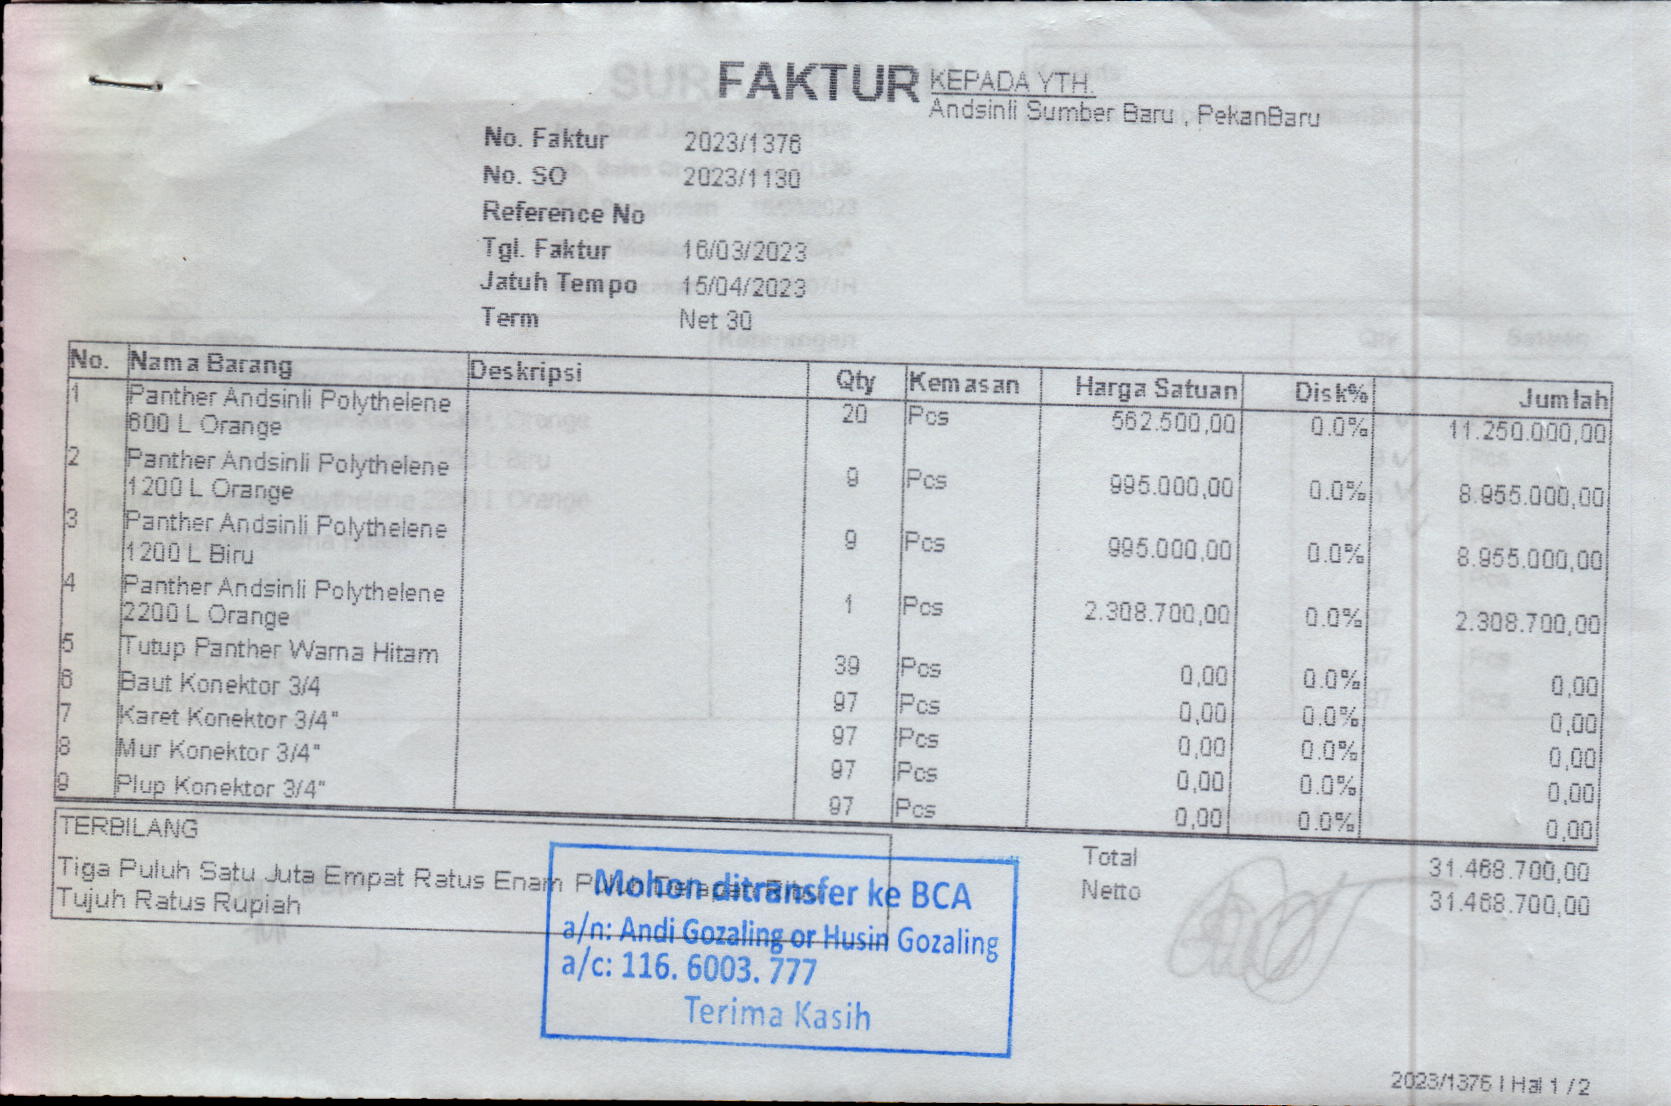 FAKTUR
KEPADA YTH.
Andsinli Sumber Baru , PekanBaru
No. Faktur 2023/1376
No. SO 2023/1130
Reference No
Tgl. Faktur 16/03/2023
Jatuh Tempo 15/04/2023
Term Net 30
No. Nama Barang Deskripsi Qty Kemasan Harga Satuan Disk% Jumlah
1 Panther Andsinli Polythelene 20 Pcs 562.500,00 0.0% 11.250.000,00
600 L Orange
2 Panther Andsinli Polythelene 9 Pcs 995.000,00 0.0% 8.955.000,00
1200 L Orange
3 Panther Andsinli Polythelene 9 Pcs 995.000,00 0.0% 8.955.000,00
1200 L Biru
4 Panther Andsinli Polythelene 1 Pcs 2.308.700,00 0.0% 2.308.700,00
2200 L Orange
5 Tutup Panther Warna Hitam 39 Pcs 0,00 0.0% 0,00
6 Baut Konektor 3/4 97 Pcs 0,00 0.0% 0,00
7 Karet Konektor 3/4" 97 Pcs 0,00 0.0% 0,00
8 Mur Konektor 3/4" 97 Pcs 0,00 0.0% 0,00
9 Plup Konektor 3/4" 97 Pcs 0,00 0.0% 0,00
TERBILANG
Tiga Puluh Satu Juta Empat Ratus Enam Puluh Delapan Ribu
Tujuh Ratus Rupiah
Total 31.468.700,00
Netto 31.468.700,00
Mohon ditransfer ke BCA
a/n: Andi Gozaling or Husin Gozaling
a/c: 116. 6003. 777
Terima Kasih
2023/1376 | Hal 1 / 2